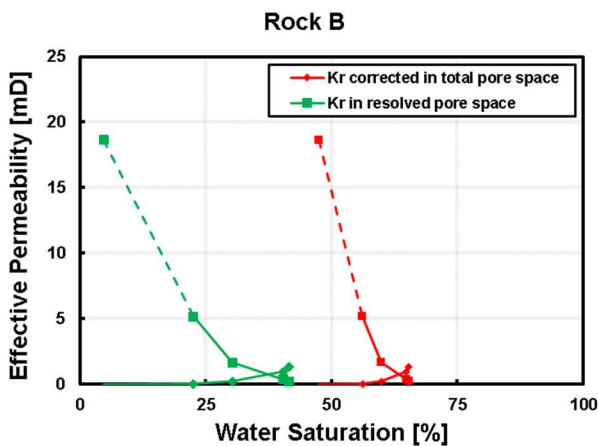 Rock B
Effective Permeability [mD]
25
20
15
10
5
0
Kr corrected in total pore space
Kr in resolved pore space
0 25 50 75 100
Water Saturation [%]